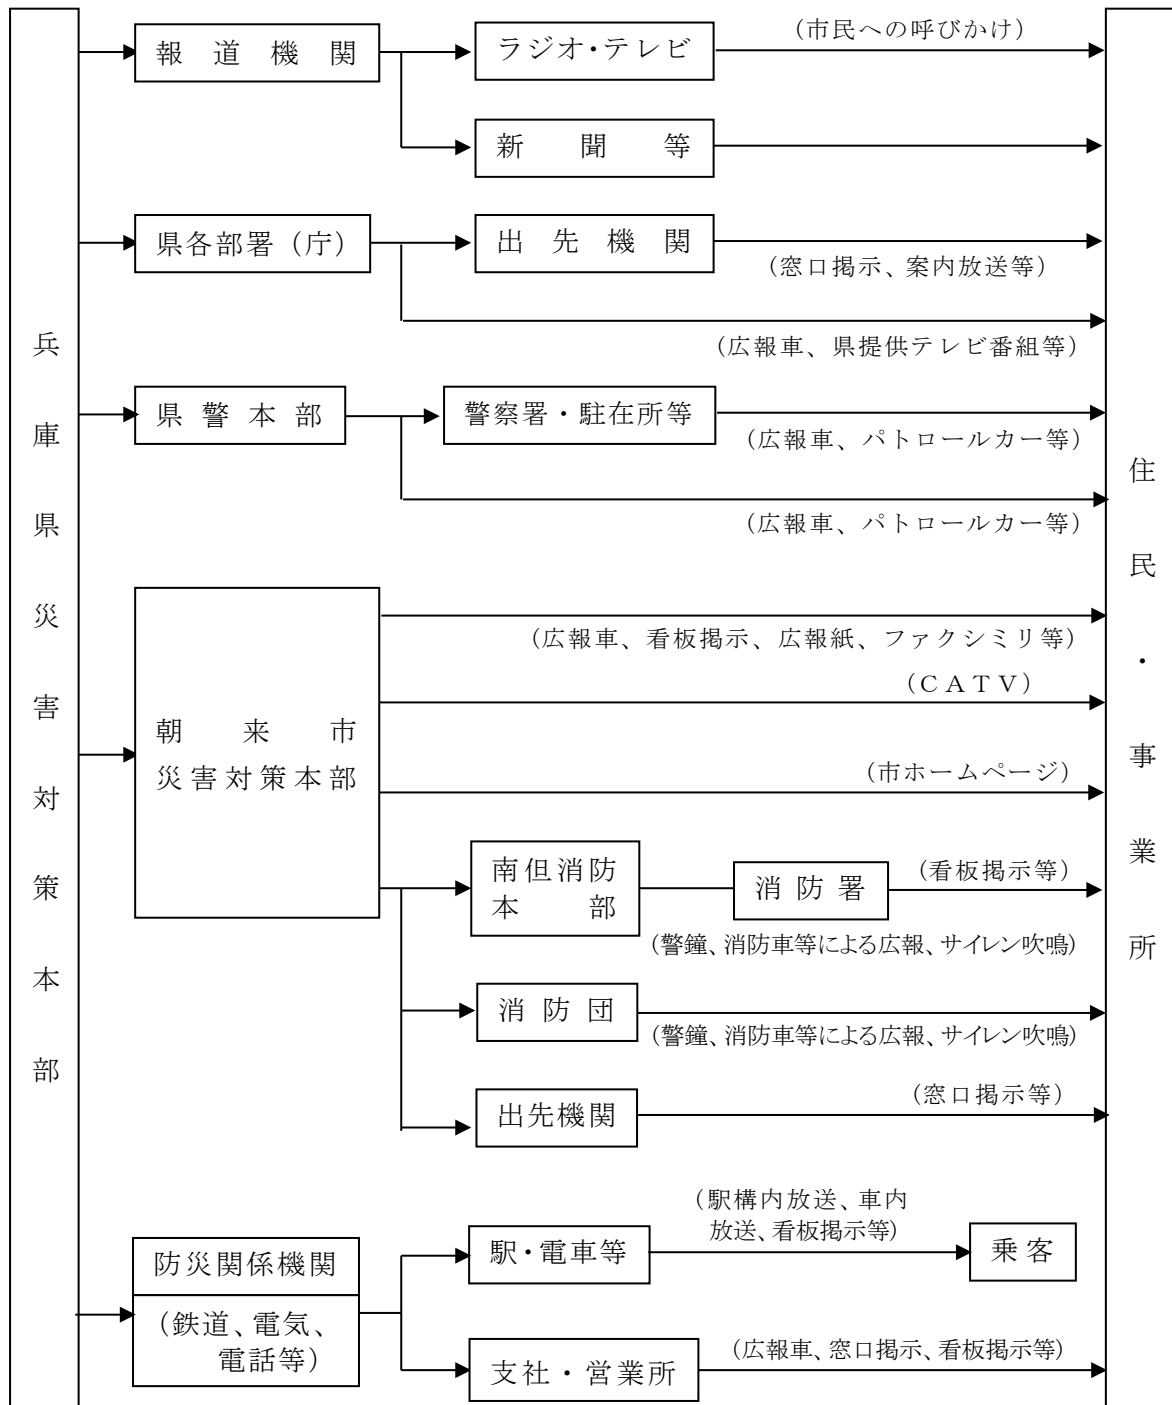 兵庫県災害対策本部
報道機関
ラジオ・テレビ
(市民への呼びかけ)
新聞等
県各部署(庁)
出先機関
(窓口掲示、案内放送等)
(広報車、県提供テレビ番組等)
県警本部
警察署・駐在所等
(広報車、パトロールカー等)
(広報車、パトロールカー等)
朝来市
災害対策本部
(広報車、看板掲示、広報紙、ファクシミリ等)
(CATV)
(市ホームページ)
南但消防
本部
消防署
(看板掲示等)
(警鐘、消防車等による広報、サイレン吹鳴)
消防団
(警鐘、消防車等による広報、サイレン吹鳴)
出先機関
(窓口掲示等)
防災関係機関
(鉄道、電気、
電話等)
駅・電車等
(駅構内放送、車内
放送、看板掲示等)
乗客
支社・営業所
(広報車、窓口掲示、看板掲示等)
住民・事業所